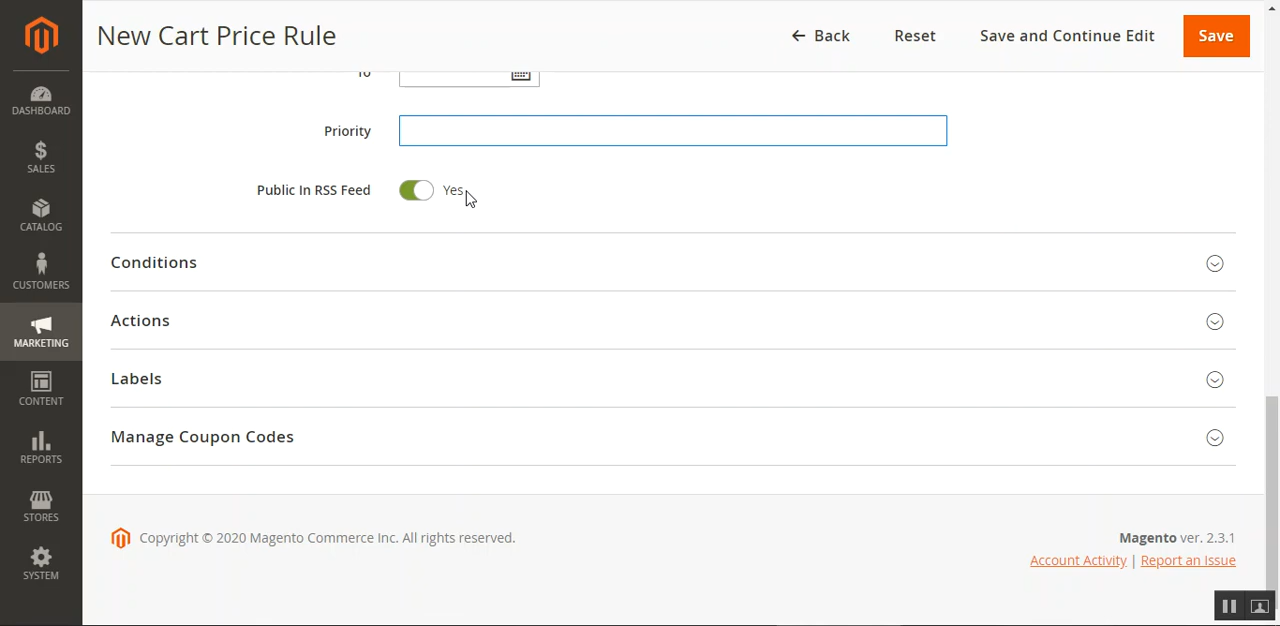 New Cart Price Rule
← Back
Reset
Save and Continue Edit
Save
DASHBOARD
SALES
CATALOG
CUSTOMERS
MARKETING
CONTENT
REPORTS
STORES
SYSTEM
To
Priority
Public In RSS Feed
Yes
Conditions
Actions
Labels
Manage Coupon Codes
Copyright © 2020 Magento Commerce Inc. All rights reserved.
Magento ver. 2.3.1
Account Activity | Report an Issue